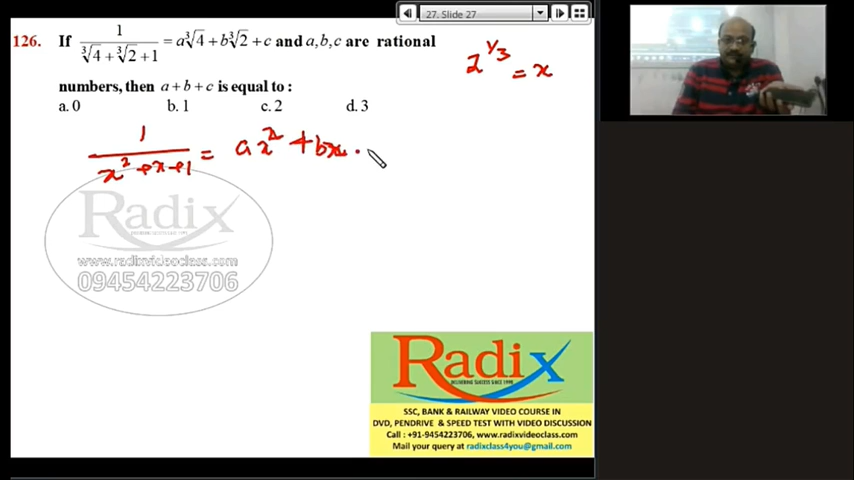 27. Slide 27
126. If 1/(∛4 + ∛2 + 1) = a∛4 + b∛2 + c and a, b, c are rational
numbers, then a + b + c is equal to :
a. 0 b. 1 c. 2 d. 3
2^{1/3} = x
1/(x² + x + 1) = ax² + bx
Radix
www.radixvideoclass.com
09454223706
Radix
DELIVERING SUCCESS SINCE 1998
SSC, BANK & RAILWAY VIDEO COURSE IN
DVD, PENDRIVE & SPEED TEST WITH VIDEO DISCUSSION
Call : +91-9454223706, www.radixvideoclass.com
Mail your query at radixclass4you@gmail.com